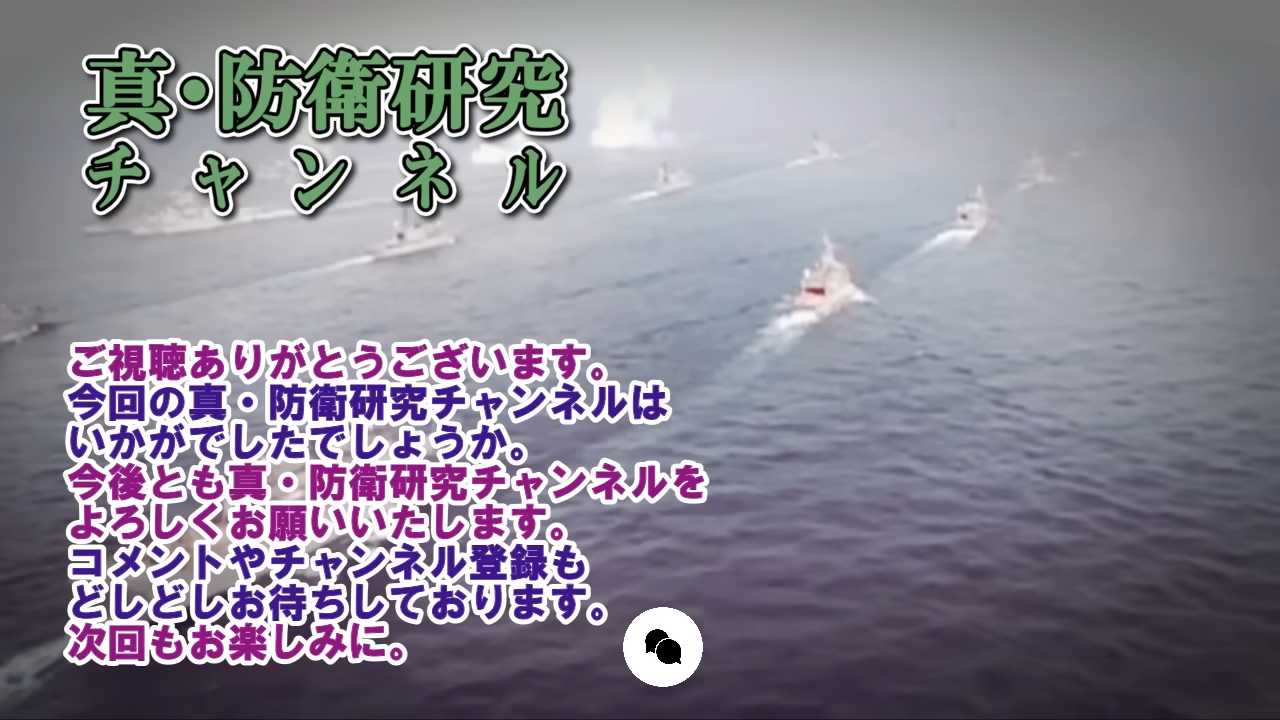 真・防衛研究
チャンネル
ご視聴ありがとうございます。
今回の真・防衛研究チャンネルは
いかがでしたでしょうか。
今後とも真・防衛研究チャンネルを
よろしくお願いいたします。
コメントやチャンネル登録も
どしどしお待ちしております。
次回もお楽しみに。